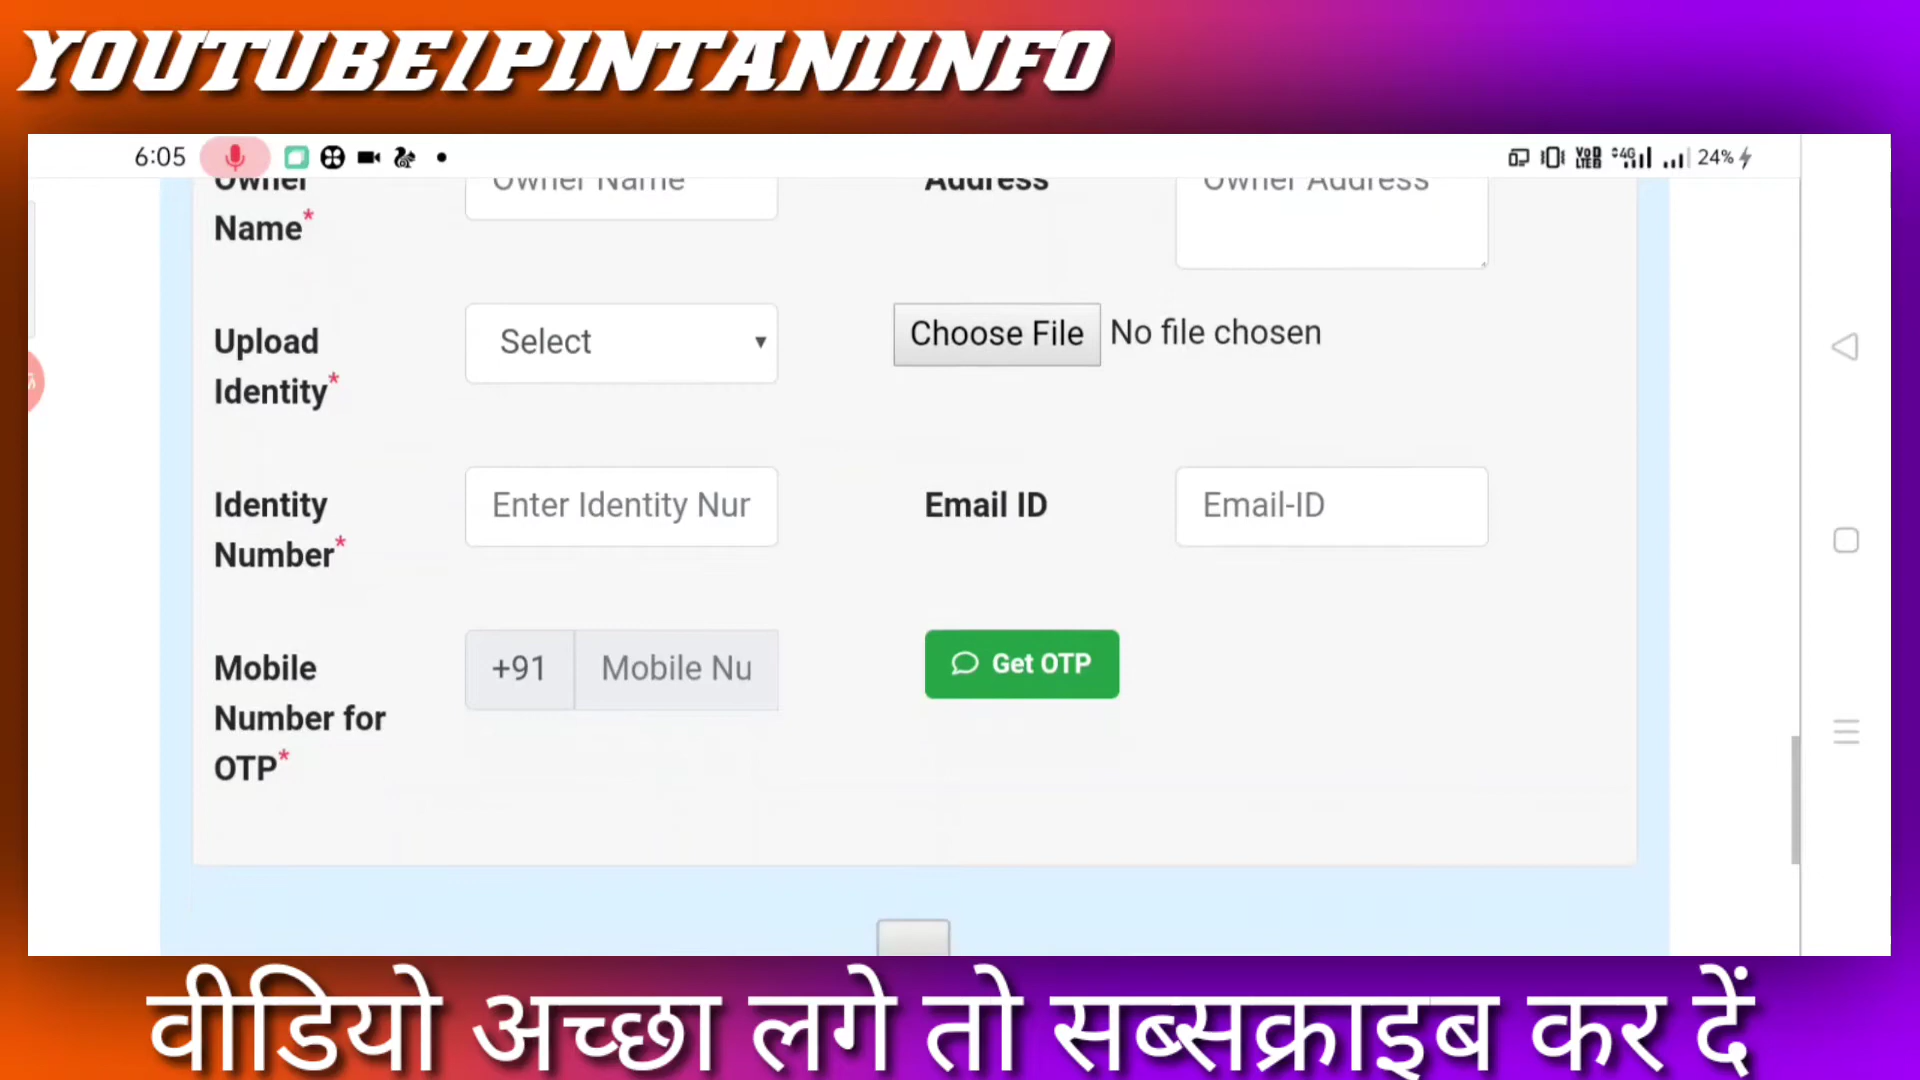 YOUTUBE/PINTANIINFO
6:05
4G 24%
Owner Name* Owner Name Address Owner Address
Upload Identity* Select Choose File No file chosen
Identity Number* Enter Identity Nur Email ID Email-ID
Mobile Number for OTP* +91 Mobile Nu Get OTP
वीडियो अच्छा लगे तो सब्सक्राइब कर दें